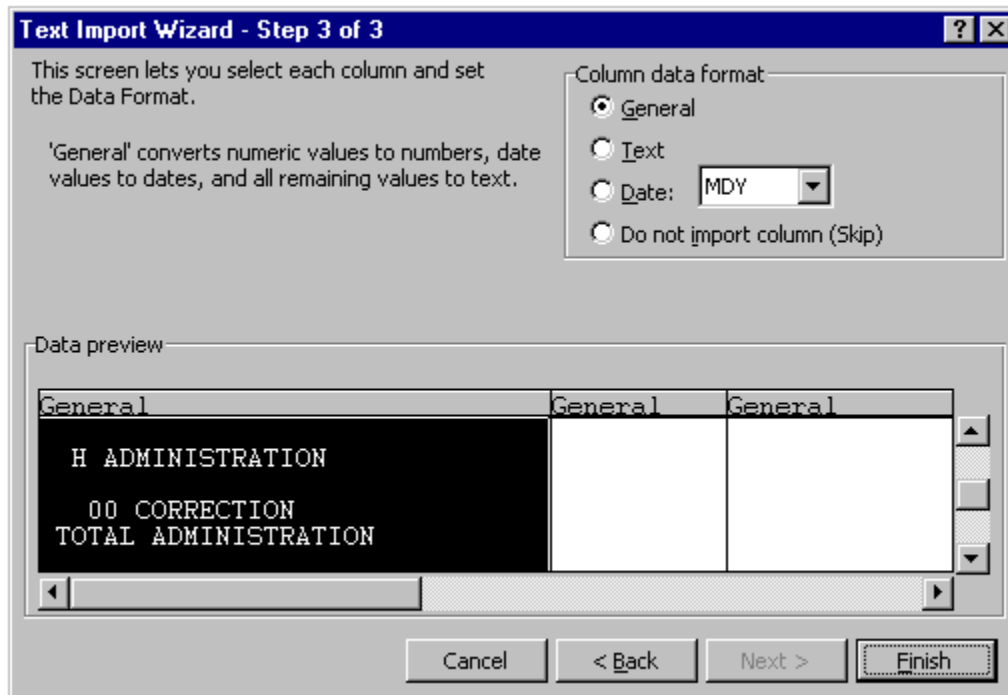 Text Import Wizard - Step 3 of 3
This screen lets you select each column and set
the Data Format.
'General' converts numeric values to numbers, date
values to dates, and all remaining values to text.
Column data format
General
Text
Date: MDY
Do not import column (Skip)
Data preview
General General General
H ADMINISTRATION
00 CORRECTION
TOTAL ADMINISTRATION
Cancel < Back Next > Finish